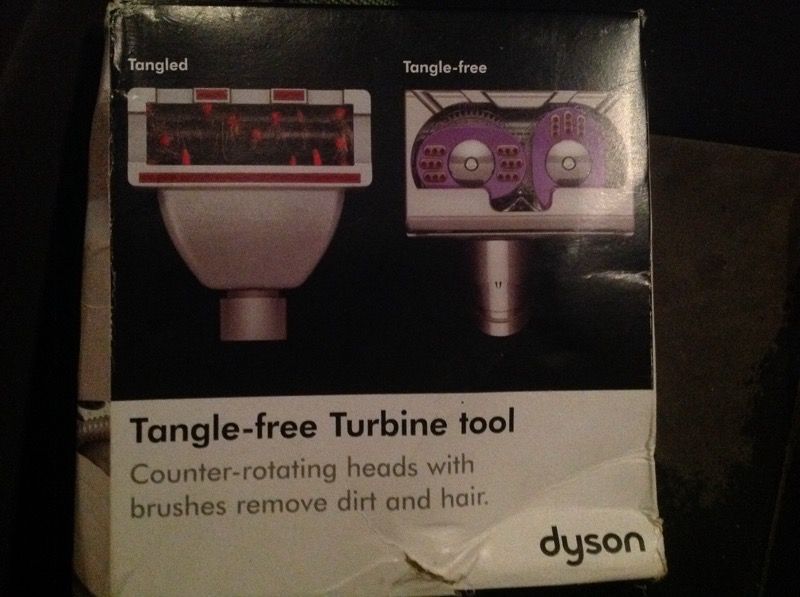 Tangled
Tangle-free
Tangle-free Turbine tool
Counter-rotating heads with
brushes remove dirt and hair.
dyson